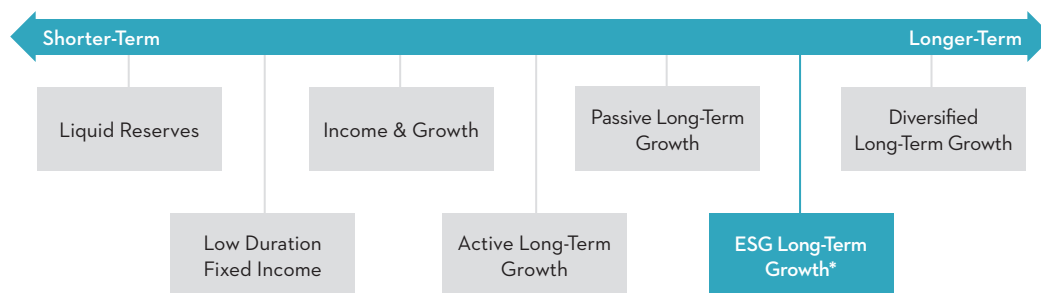 Shorter-Term
Longer-Term
Liquid Reserves
Income & Growth
Passive Long-Term
Growth
Diversified
Long-Term Growth
Low Duration
Fixed Income
Active Long-Term
Growth
ESG Long-Term
Growth*